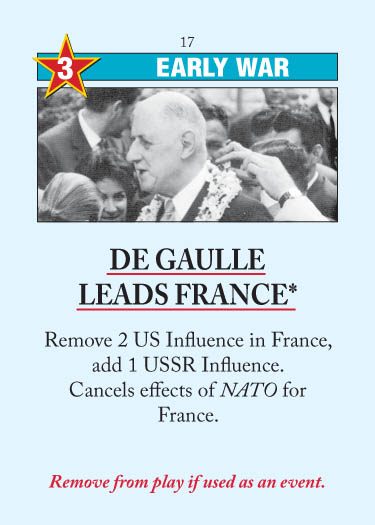 17
3
EARLY WAR
DE GAULLE
LEADS FRANCE*
Remove 2 US Influence in France,
add 1 USSR Influence.
Cancels effects of NATO for
France.
Remove from play if used as an event.